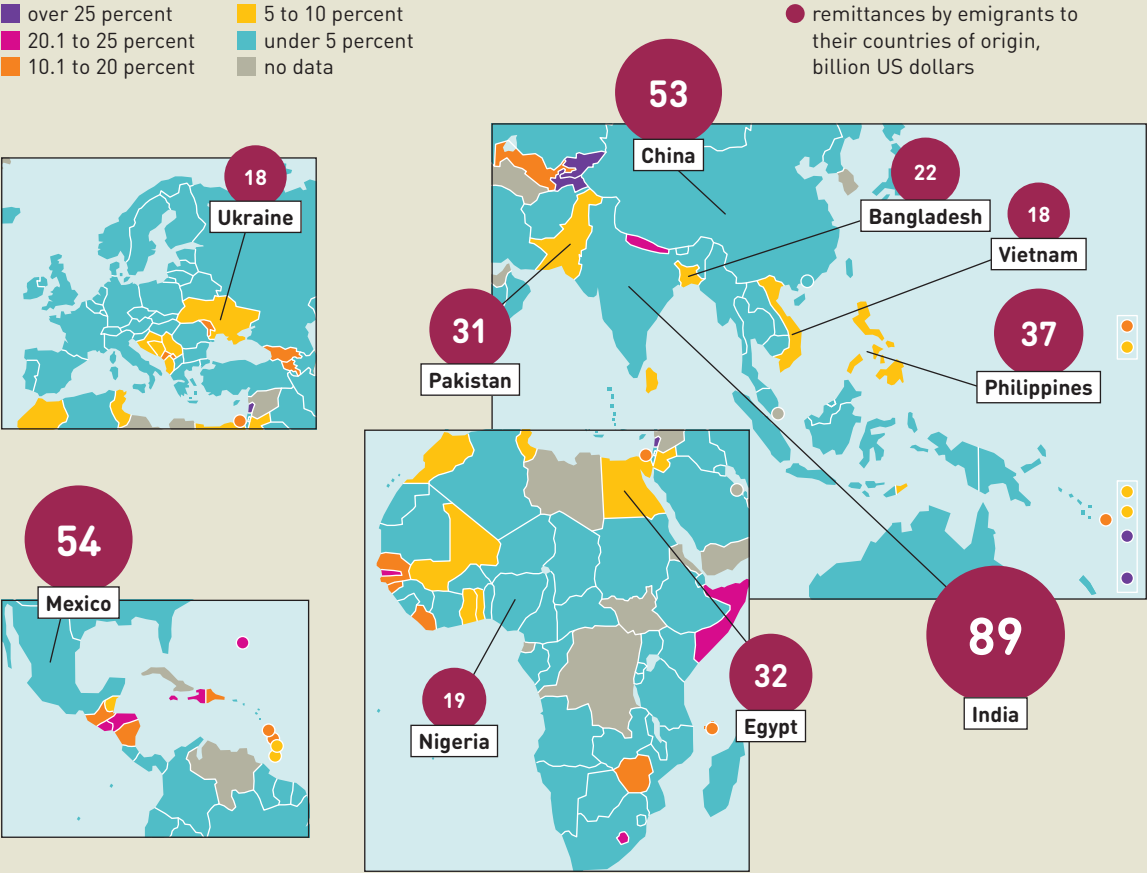 over 25 percent
20.1 to 25 percent
10.1 to 20 percent
5 to 10 percent
under 5 percent
no data
remittances by emigrants to
their countries of origin,
billion US dollars
53
China
18
Ukraine
22
Bangladesh
18
Vietnam
31
Pakistan
37
Philippines
54
Mexico
19
Nigeria
32
Egypt
89
India